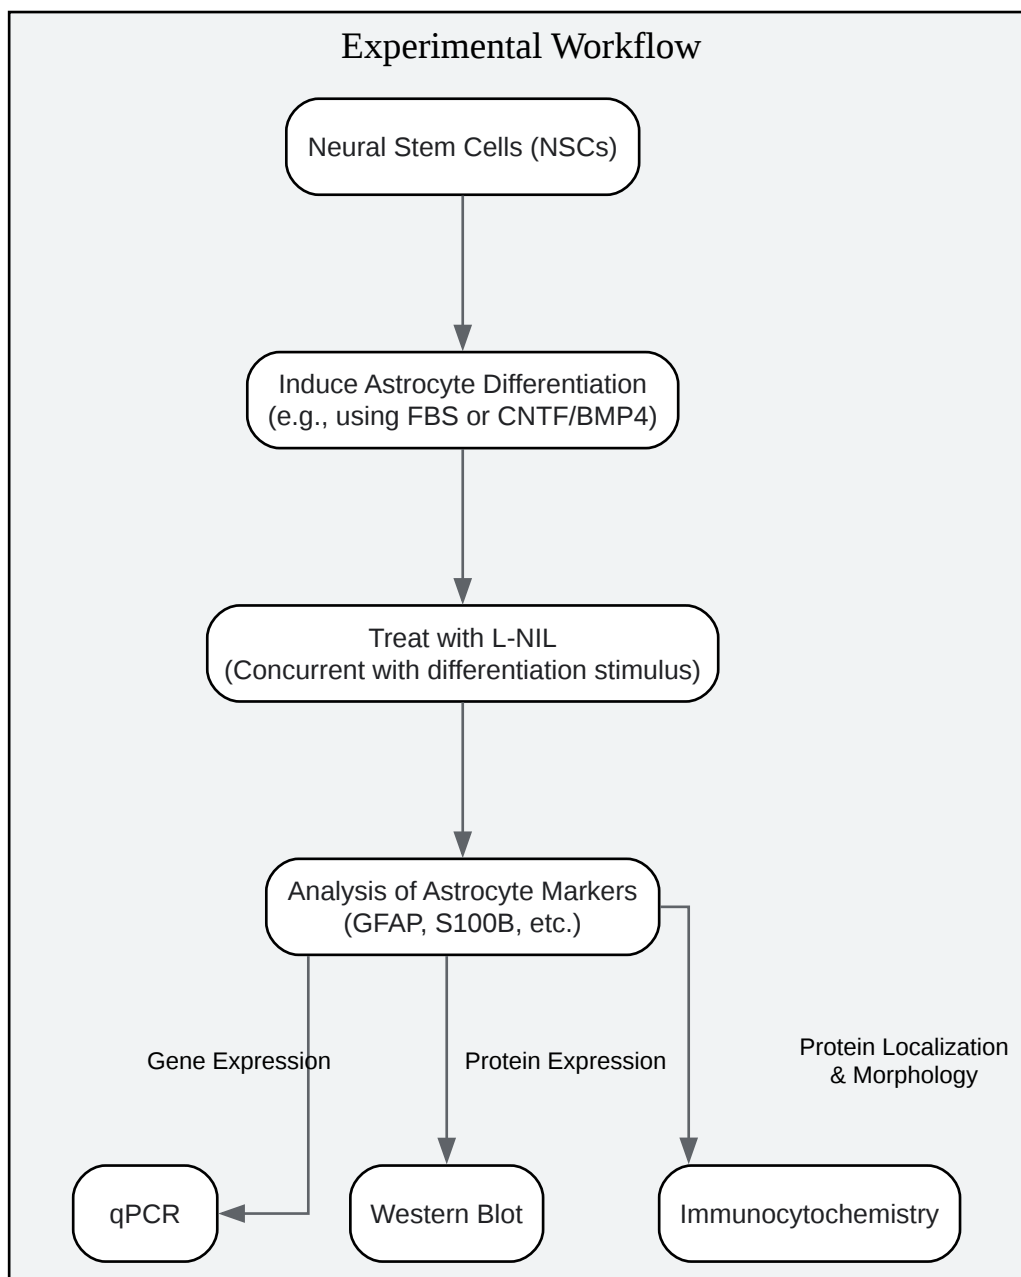 Experimental Workflow
Neural Stem Cells (NSCs)
Induce Astrocyte Differentiation
(e.g., using FBS or CNTF/BMP4)
Treat with L-NIL
(Concurrent with differentiation stimulus)
Analysis of Astrocyte Markers
(GFAP, S100B, etc.)
Gene Expression
Protein Expression
Protein Localization
& Morphology
qPCR
Western Blot
Immunocytochemistry